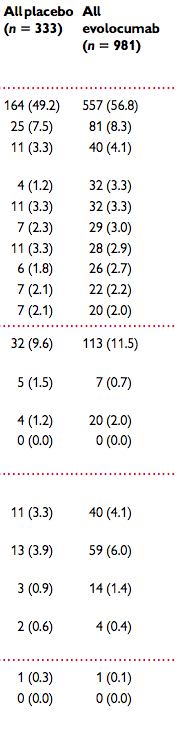 All placebo All
(n = 333) evolocumab
(n = 981)
164 (49.2) 557 (56.8)
25 (7.5) 81 (8.3)
11 (3.3) 40 (4.1)
4 (1.2) 32 (3.3)
11 (3.3) 32 (3.3)
7 (2.3) 29 (3.0)
11 (3.3) 28 (2.9)
6 (1.8) 26 (2.7)
7 (2.1) 22 (2.2)
7 (2.1) 20 (2.0)
32 (9.6) 113 (11.5)
5 (1.5) 7 (0.7)
4 (1.2) 20 (2.0)
0 (0.0) 0 (0.0)
11 (3.3) 40 (4.1)
13 (3.9) 59 (6.0)
3 (0.9) 14 (1.4)
2 (0.6) 4 (0.4)
1 (0.3) 1 (0.1)
0 (0.0) 0 (0.0)